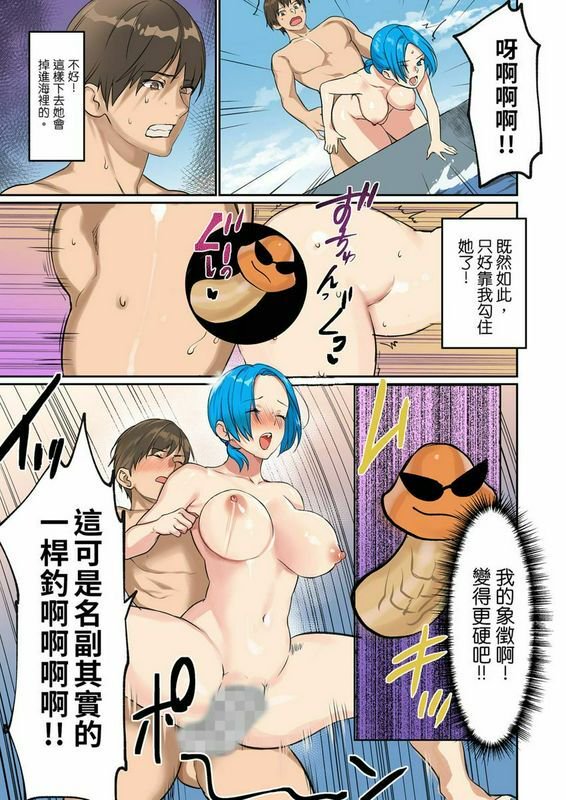 呀啊啊啊!!
不好！
這樣下去她會
掉進海裡的。
既然如此，
只好靠我勾住
她了！
我的象徵啊！
變得更硬吧!!
這可是名副其實的
一桿釣啊啊啊啊!!
ポ
ン